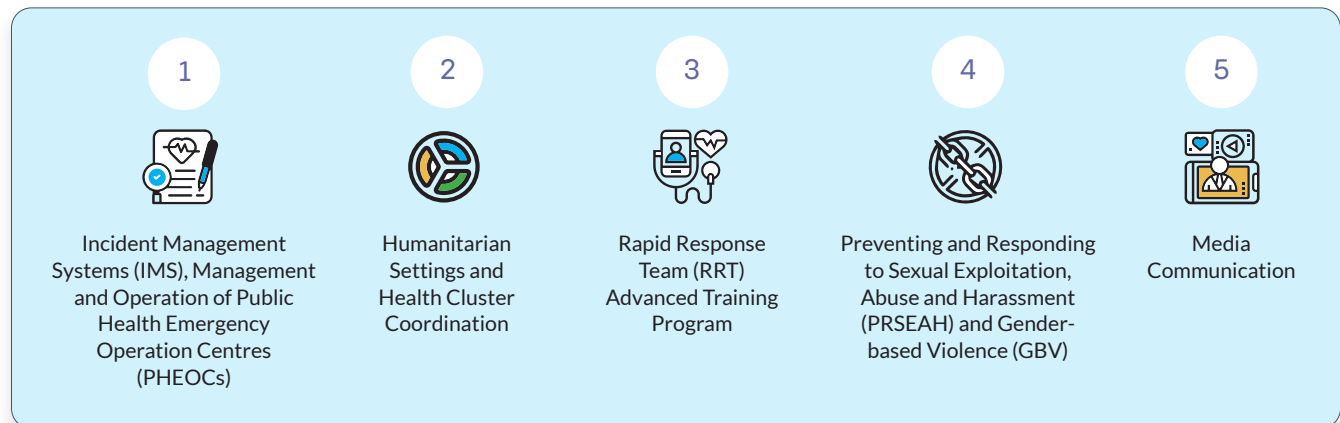 1
Incident Management
Systems (IMS), Management
and Operation of Public
Health Emergency
Operation Centres
(PHEOCs)
2
Humanitarian
Settings and
Health Cluster
Coordination
3
Rapid Response
Team (RRT)
Advanced Training
Program
4
Preventing and Responding
to Sexual Exploitation,
Abuse and Harassment
(PRSEAH) and Gender-
based Violence (GBV)
5
Media
Communication